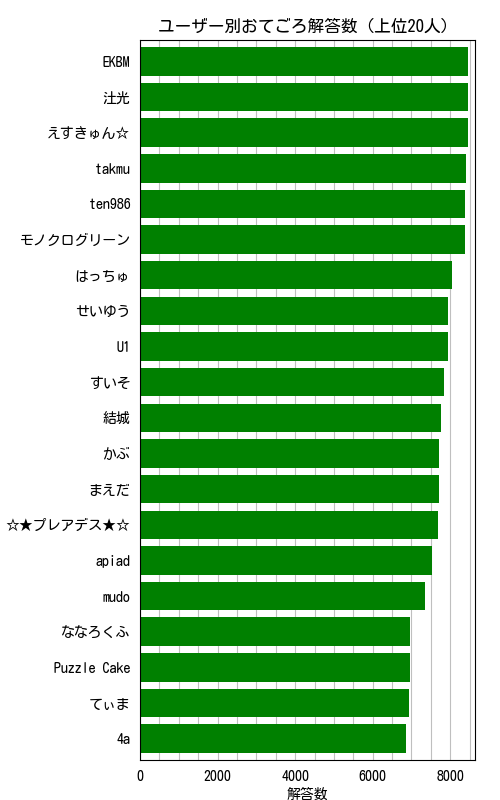 ユーザー別おてごろ解答数（上位20人）
EKBM
汢光
えすきゅん☆
takmu
ten986
モノクログリーン
はっちゅ
せいゆう
U1
すいそ
結城
かぶ
まえだ
☆★プレアデス★☆
apiad
mudo
ななろくふ
Puzzle Cake
てぃま
4a
0 2000 4000 6000 8000
解答数